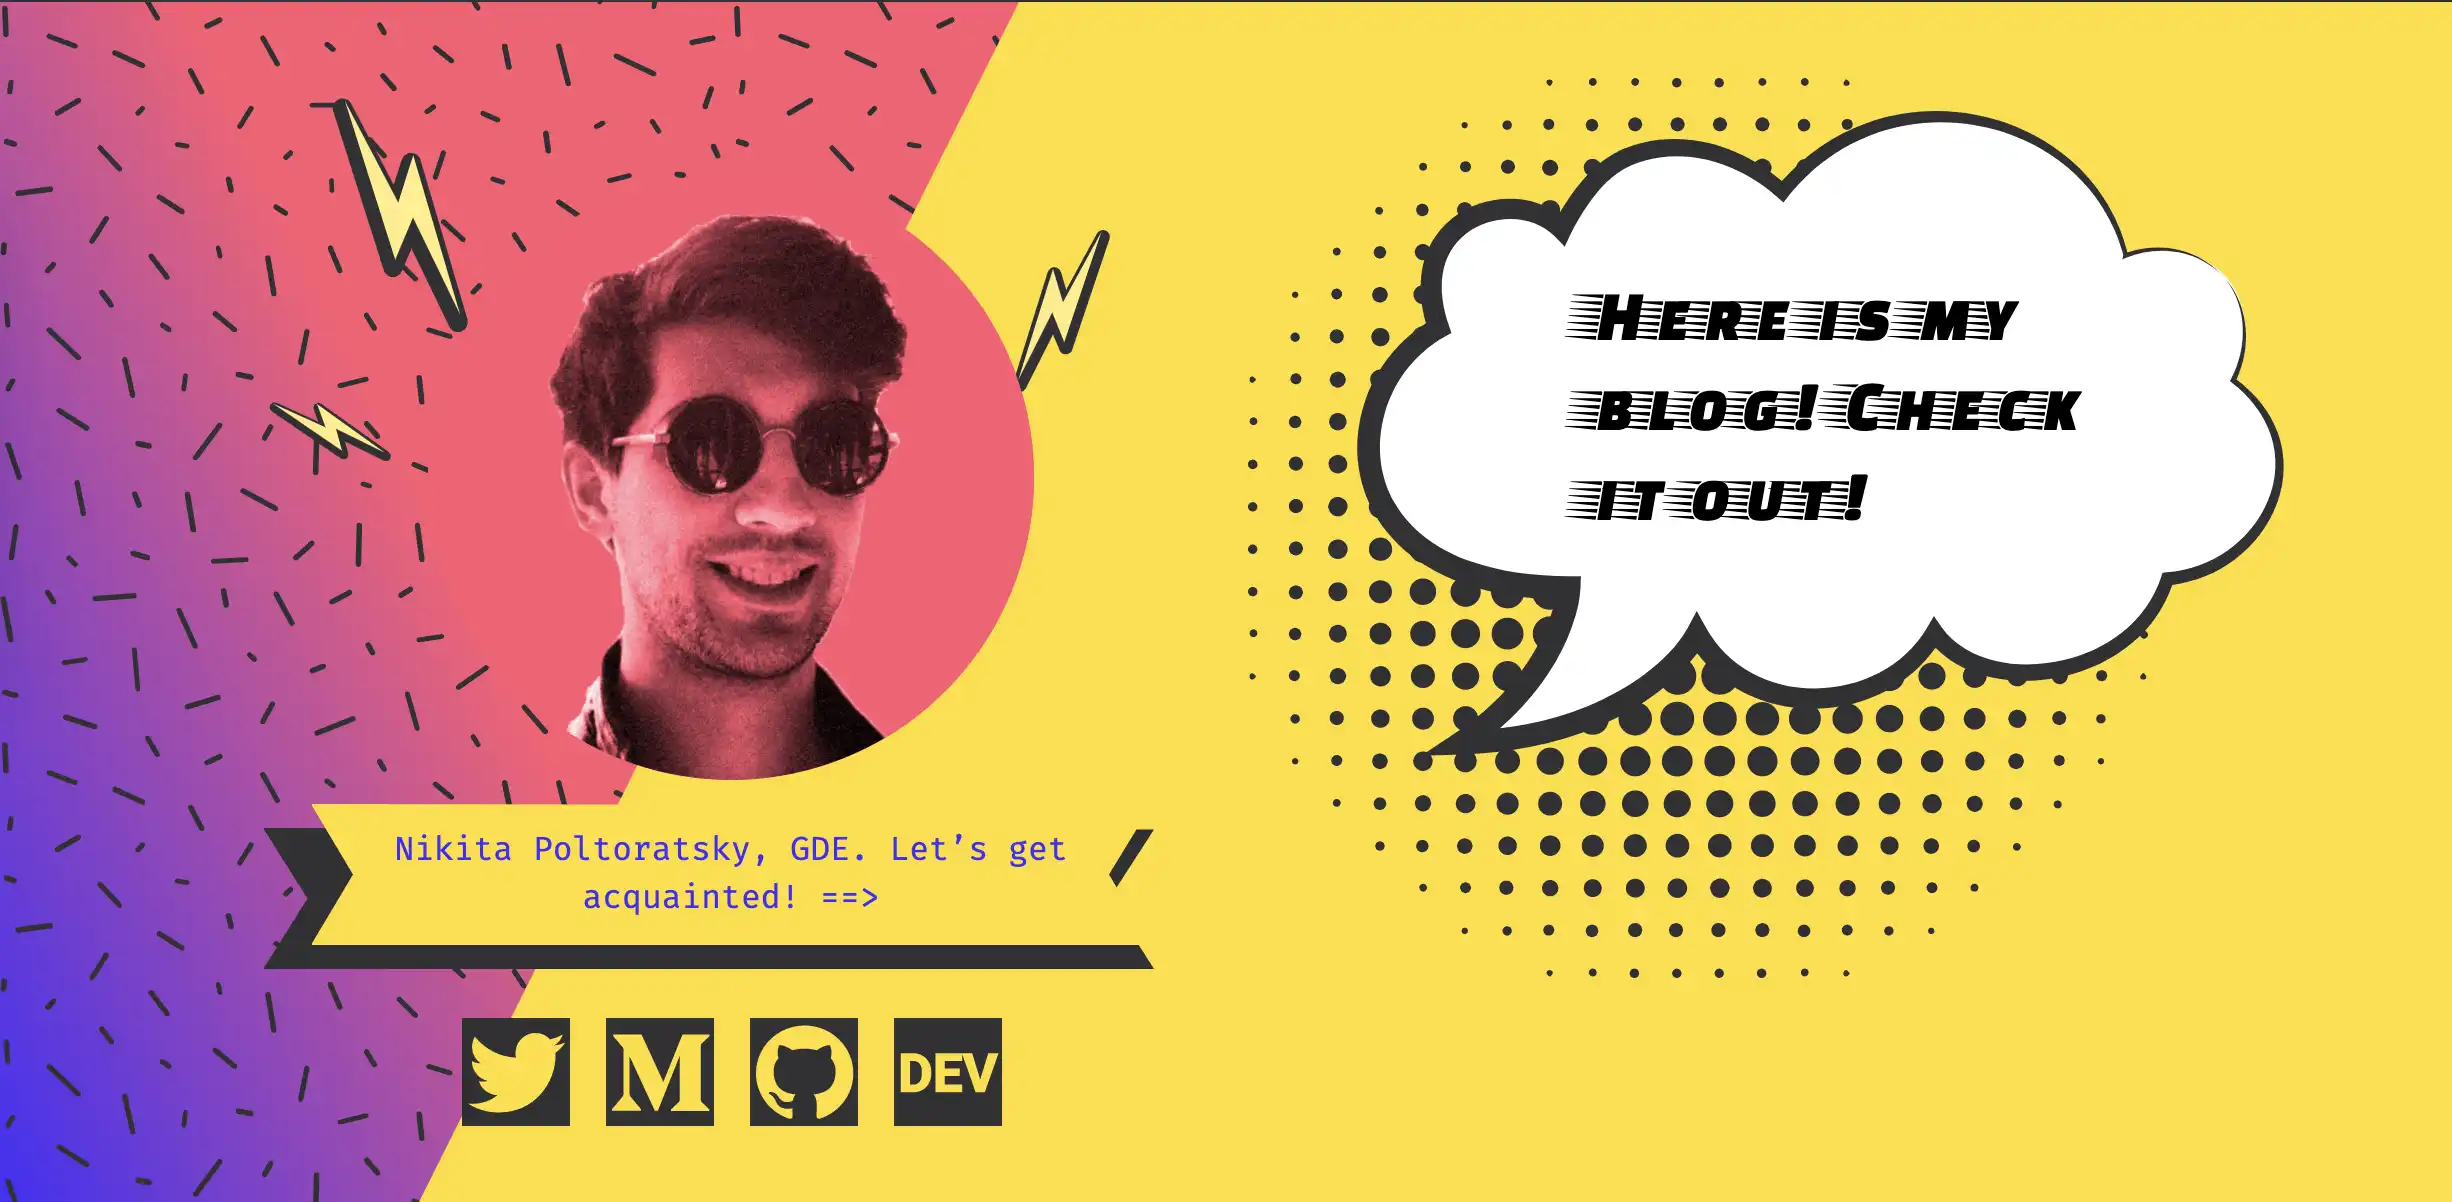 Here is my
blog! Check
it out!
Nikita Poltoratsky, GDE. Let’s get
acquainted! ==>
M
DEV